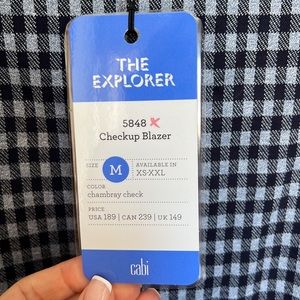 THE
EXPLORER
5848
Checkup Blazer
SIZE
M
AVAILABLE IN
XS-XXL
COLOR
chambray check
PRICE
USA 189 | CAN 239 | UK 149
cabi